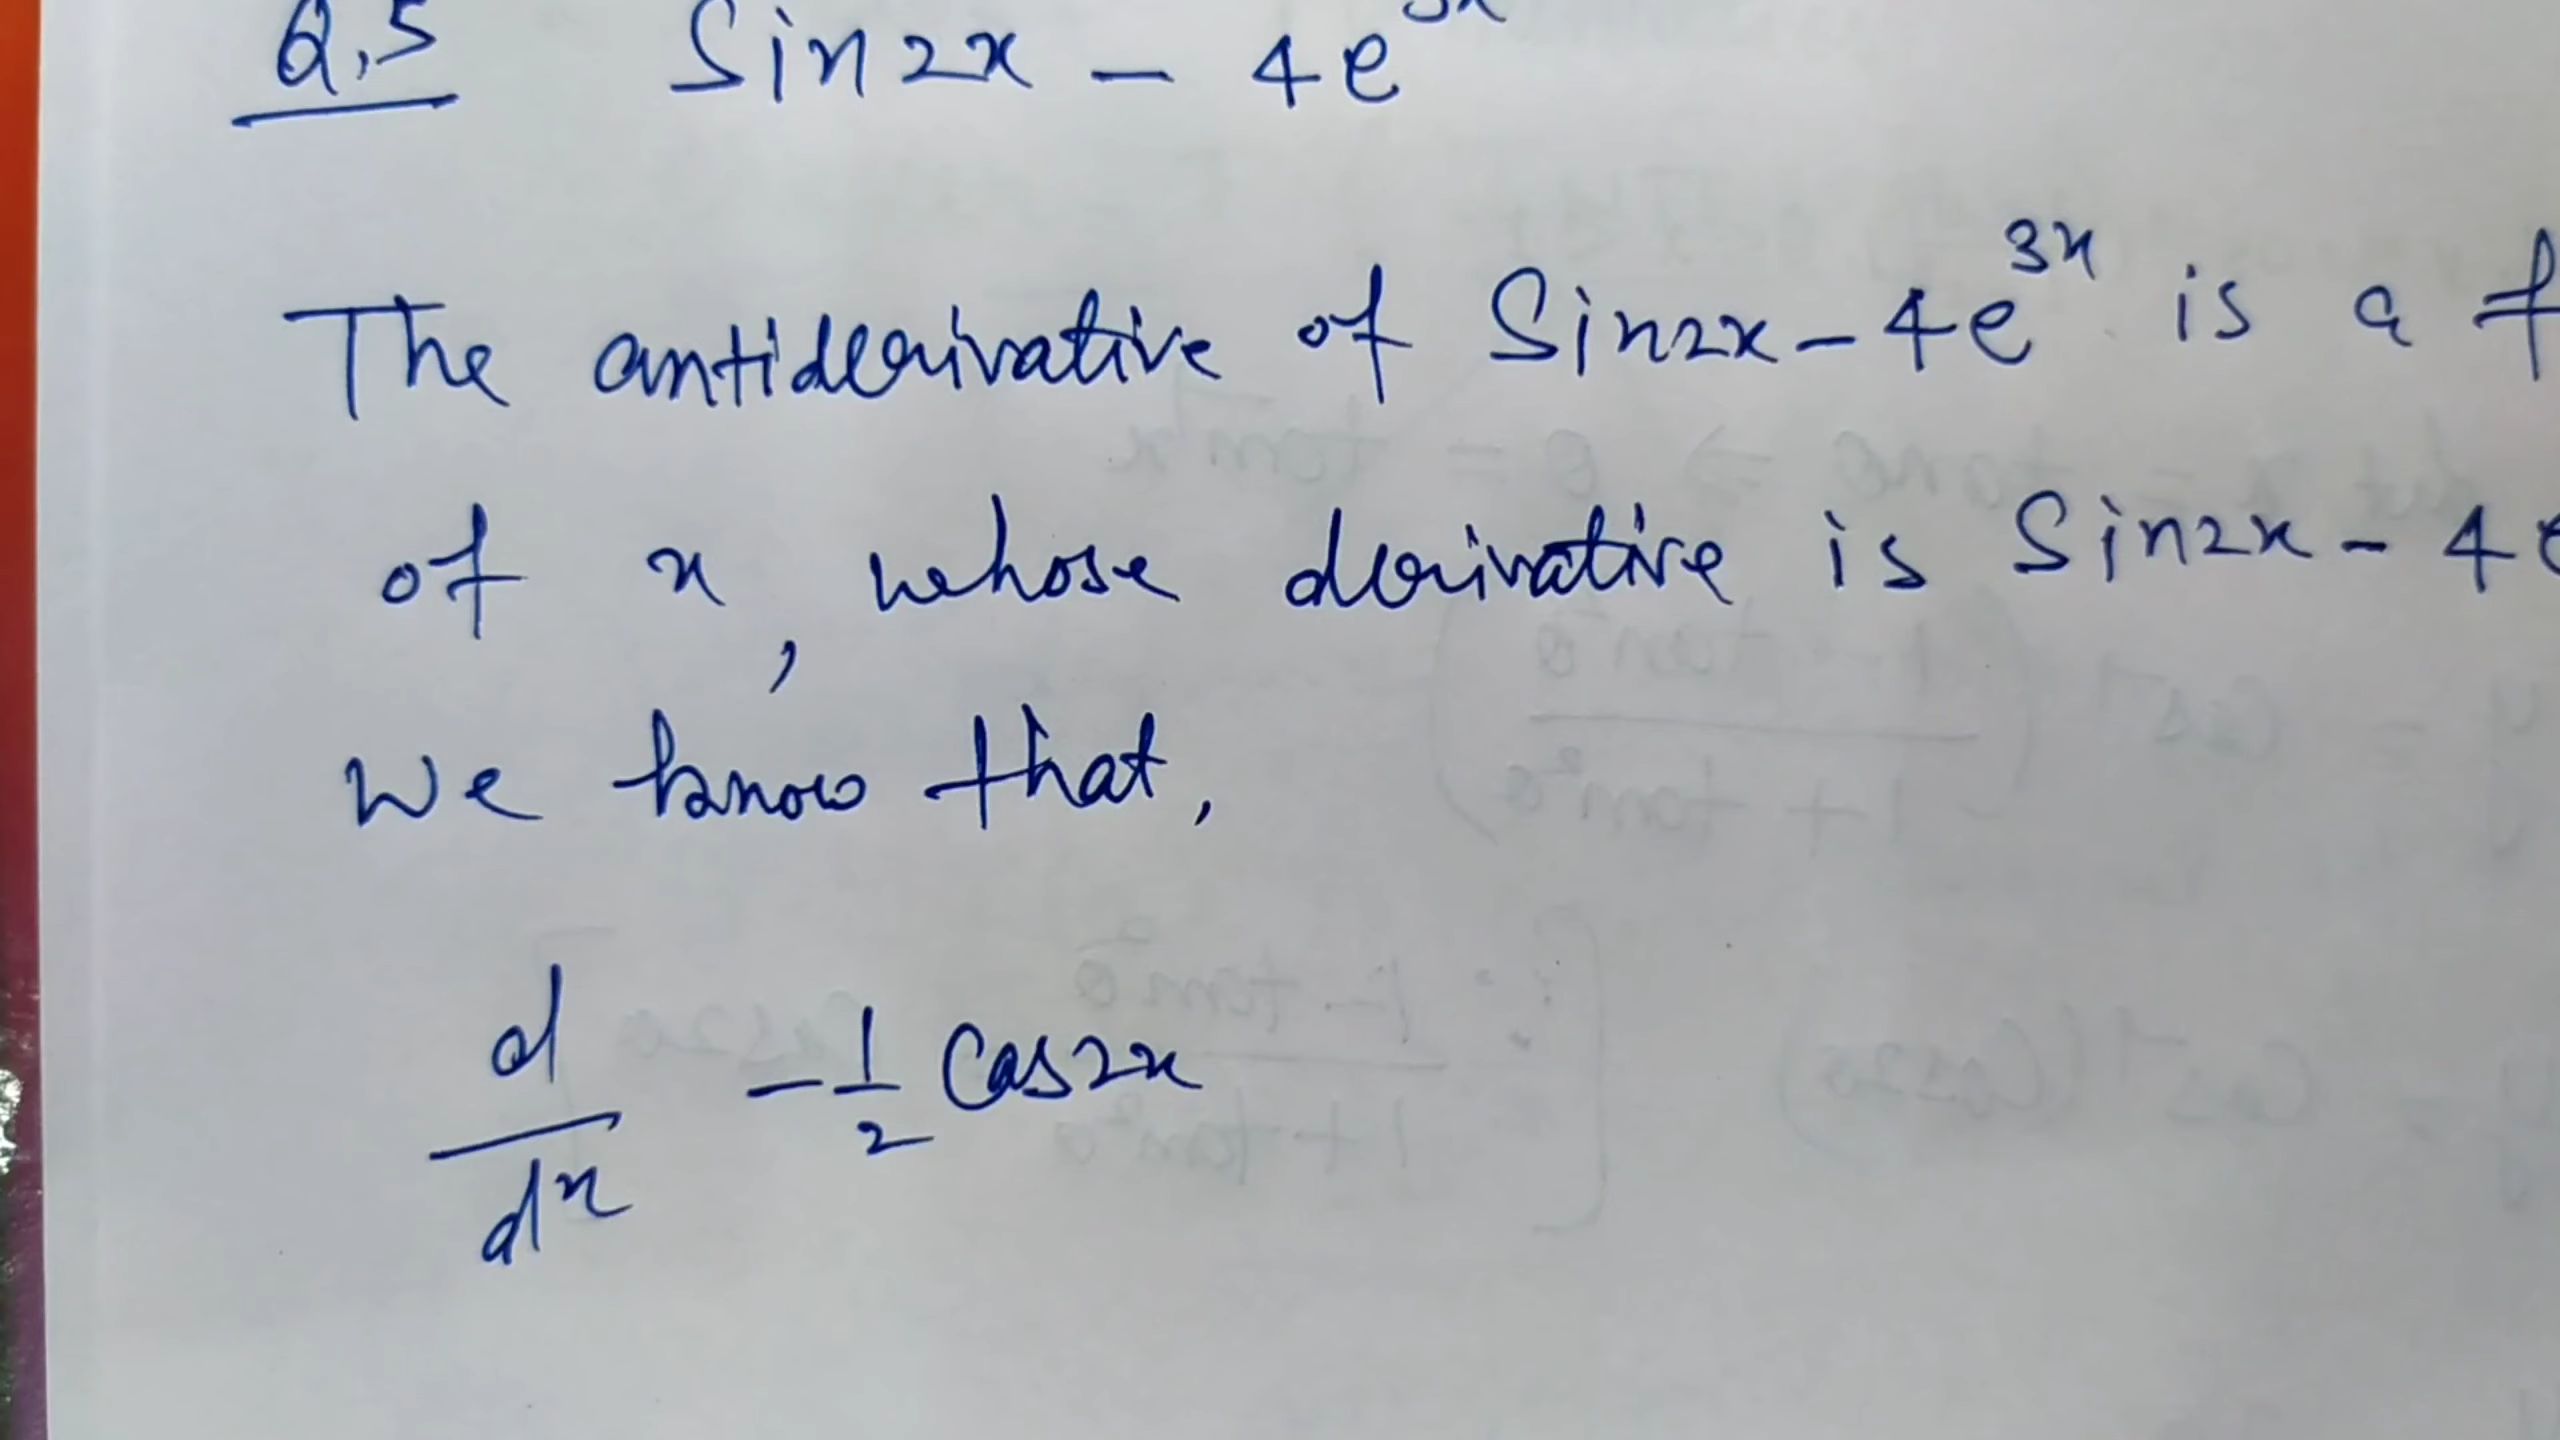 Q.5 Sin2x - 4e
The antiderivative of Sin2x - 4e^3x is a f
of x, whose derivative is Sin2x - 4e
We know that,
d/dx -1/2 Cos2x